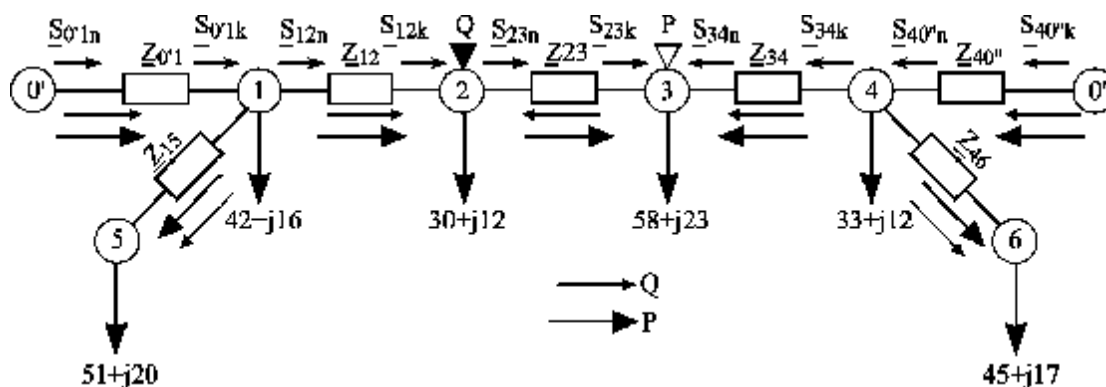 S0'1n S0'1k S12n S12k Q S23n S23k P S34n S34k S40"n S40"k
Z0'1 Z12 Z23 Z34 Z40"
0' 1 2 3 4 0"
Z15 Z46
42+j16 30+j12 58+j23 33+j12
5 6
Q
P
51+j20 45+j17